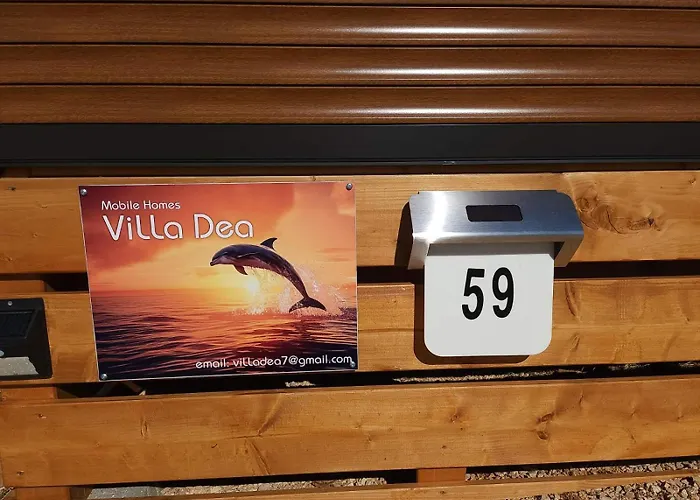 Mobile Homes
ViLLa Dea
email: villadea7@gmail.com
59